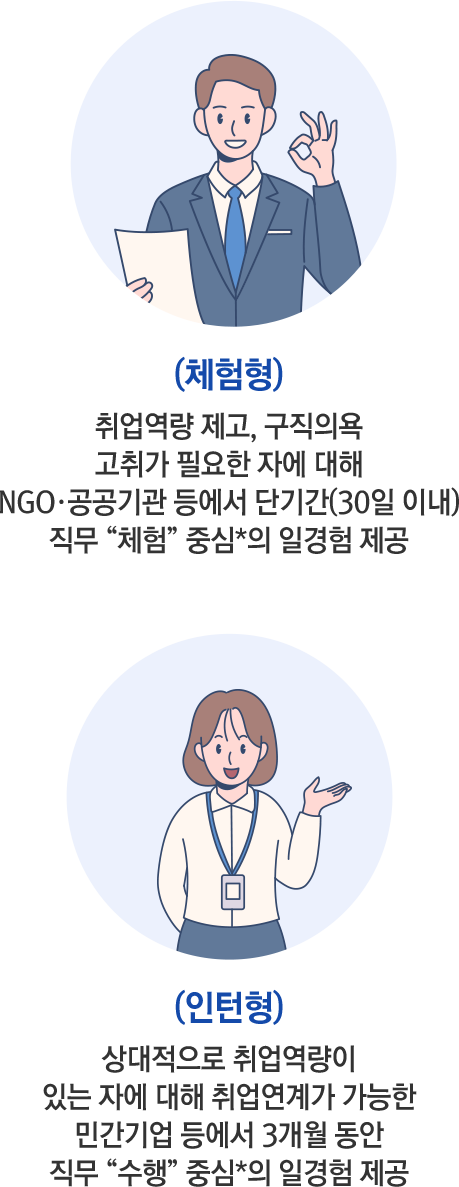 (체험형)
취업역량 제고, 구직의욕
고취가 필요한 자에 대해
NGO·공공기관 등에서 단기간(30일 이내)
직무 “체험” 중심*의 일경험 제공
(인턴형)
상대적으로 취업역량이
있는 자에 대해 취업연계가 가능한
민간기업 등에서 3개월 동안
직무 “수행” 중심*의 일경험 제공